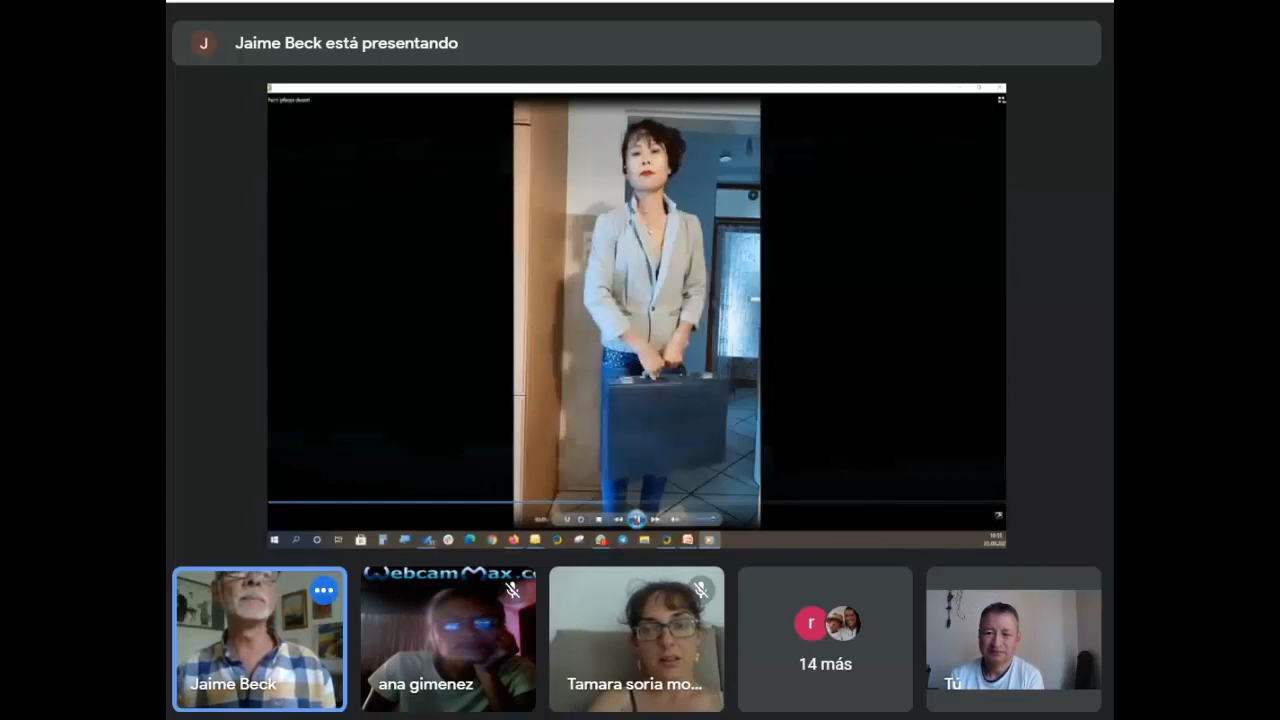 J
Jaime Beck está presentando
WebcamMax.c
r
14 más
Jaime Beck
ana gimenez
Tamara soria mo...
Tú